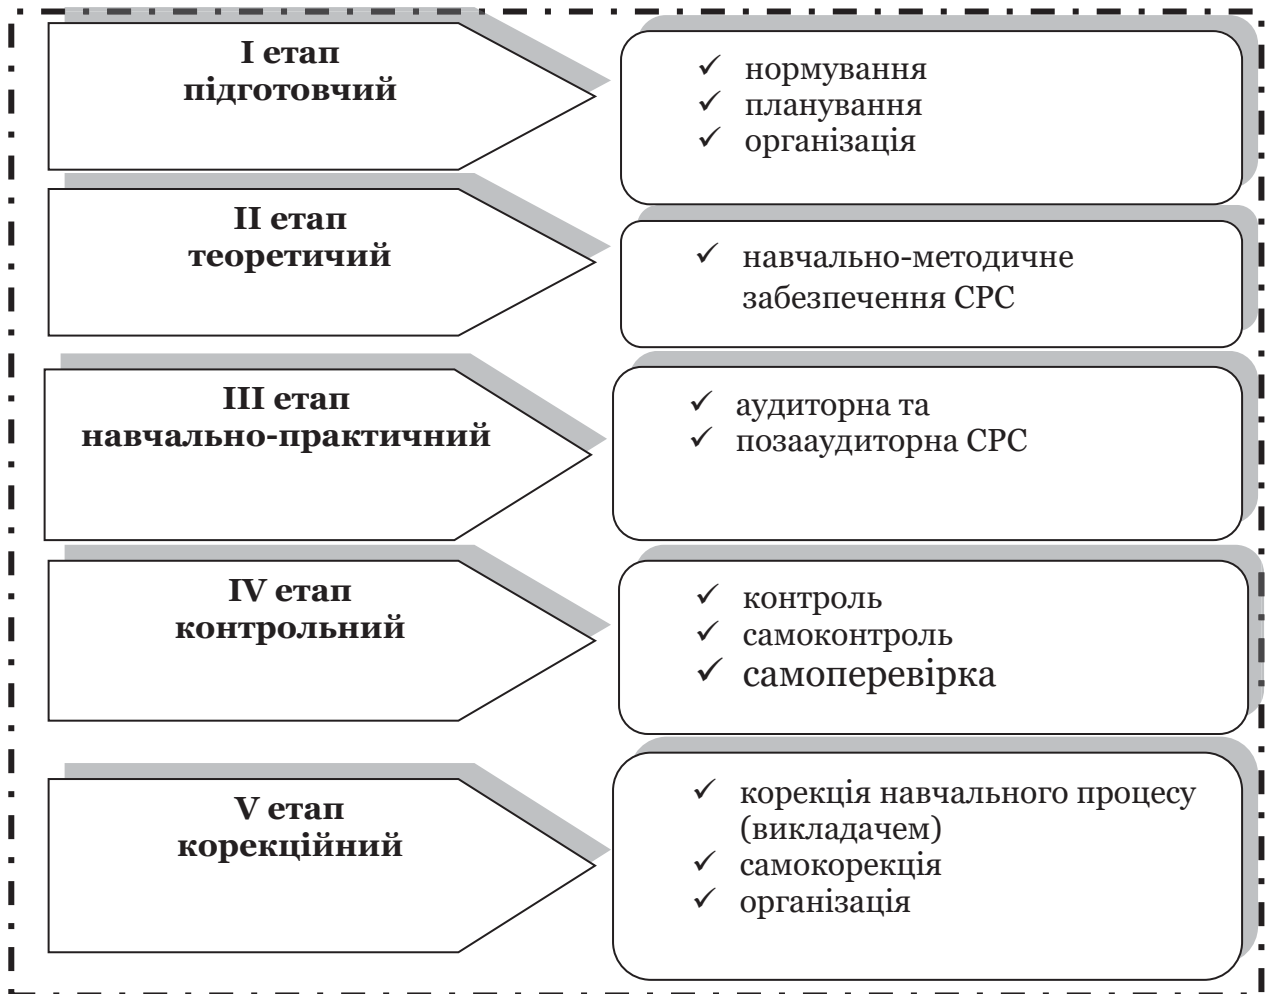 I етап
підготовчий
✓ нормування
✓ планування
✓ організація
II етап
теоретичий
✓ навчально-методичне
забезпечення СРС
III етап
навчально-практичний
✓ аудиторна та
✓ позааудиторна СРС
IV етап
контрольний
✓ контроль
✓ самоконтроль
✓ самоперевірка
V етап
корекційний
✓ корекція навчального процесу
(викладачем)
✓ самокорекція
✓ організація